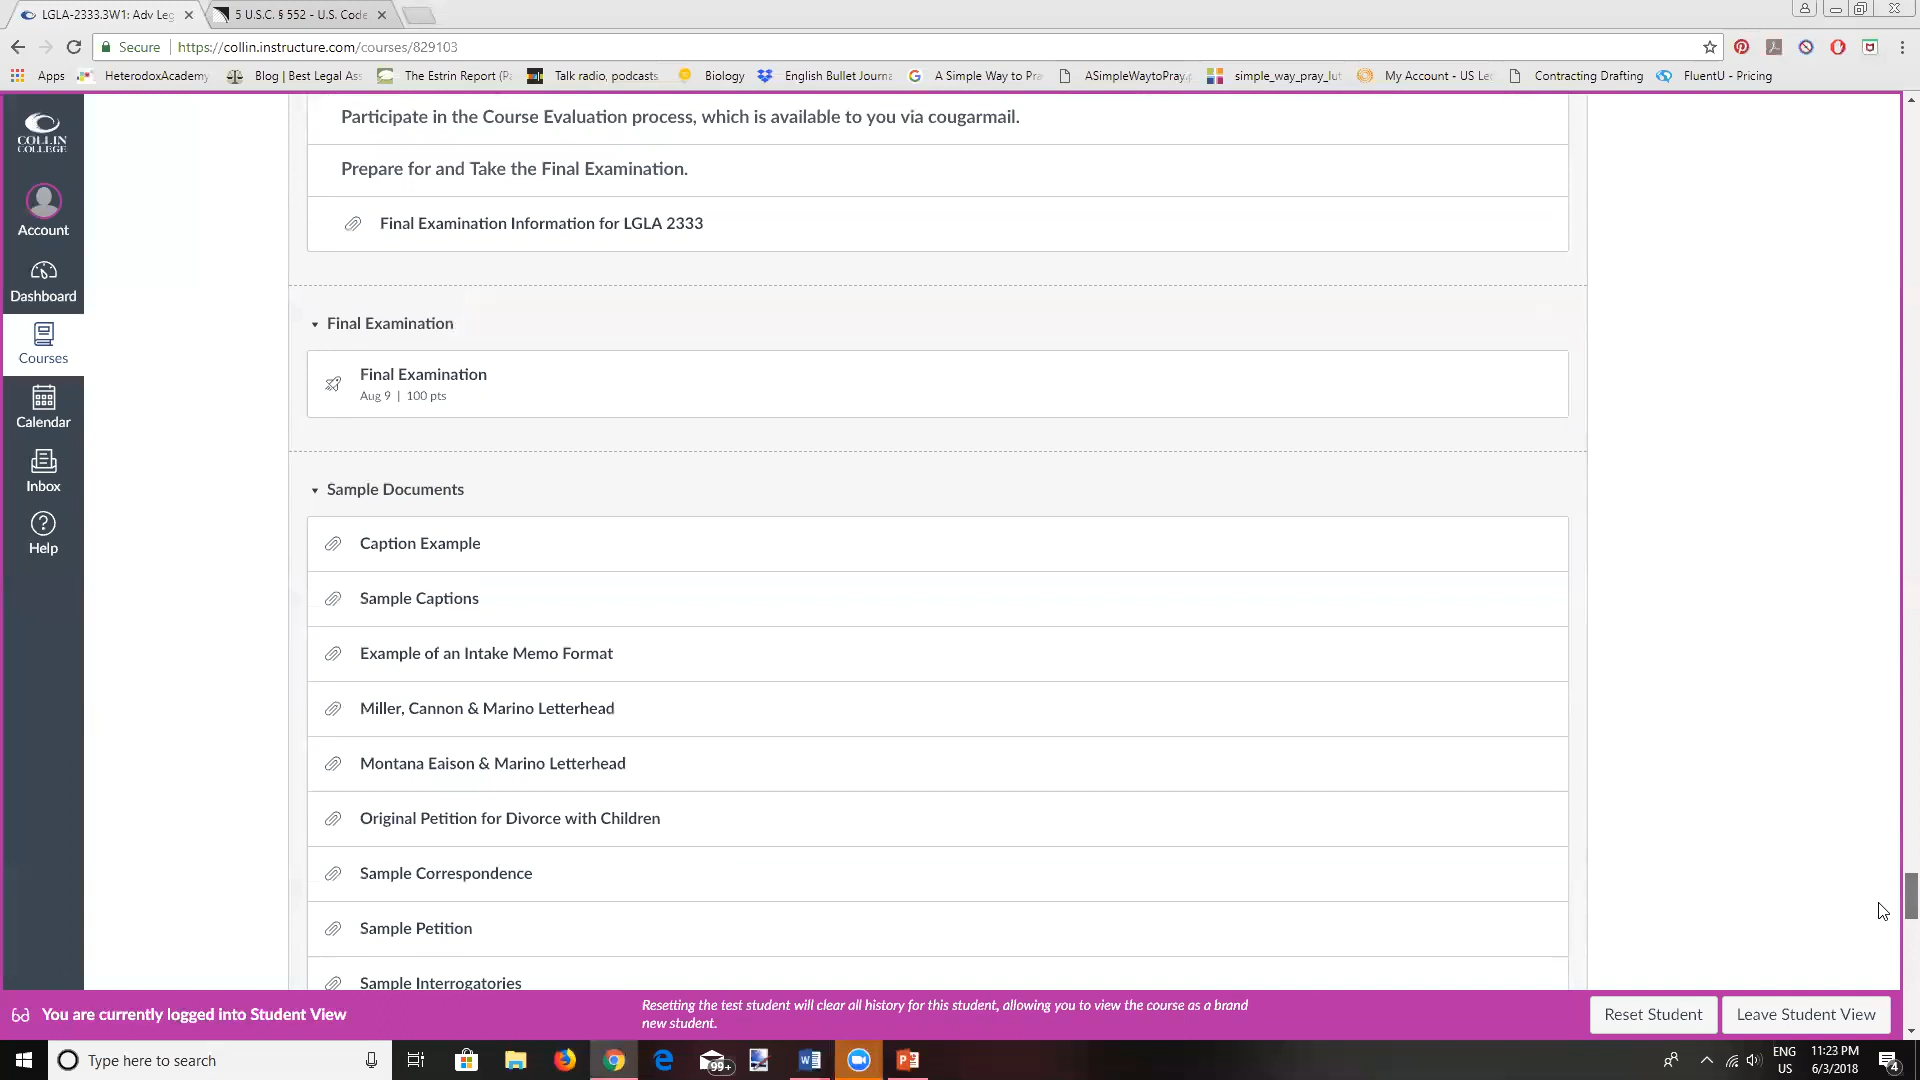 LGLA-2333.3W1: Adv Leg
5 U.S.C. § 552 - U.S. Code
Secure
https://collin.instructure.com/courses/829103
Apps
HeterodoxAcademy
Blog | Best Legal Ass
The Estrin Report (Pa
Talk radio, podcasts
Biology
English Bullet Journa
A Simple Way to Pra
ASimpleWaytoPray.
simple_way_pray_lut
My Account - US Le
Contracting Drafting
FluentU - Pricing
COLLIN
COLLEGE
Account
Dashboard
Courses
Calendar
Inbox
Help
Participate in the Course Evaluation process, which is available to you via cougarmail.
Prepare for and Take the Final Examination.
Final Examination Information for LGLA 2333
Final Examination
Final Examination
Aug 9 | 100 pts
Sample Documents
Caption Example
Sample Captions
Example of an Intake Memo Format
Miller, Cannon & Marino Letterhead
Montana Eaison & Marino Letterhead
Original Petition for Divorce with Children
Sample Correspondence
Sample Petition
Sample Interrogatories
You are currently logged into Student View
Resetting the test student will clear all history for this student, allowing you to view the course as a brand
new student.
Reset Student
Leave Student View
Type here to search
99+
ENG
US
11:23 PM
6/3/2018
4